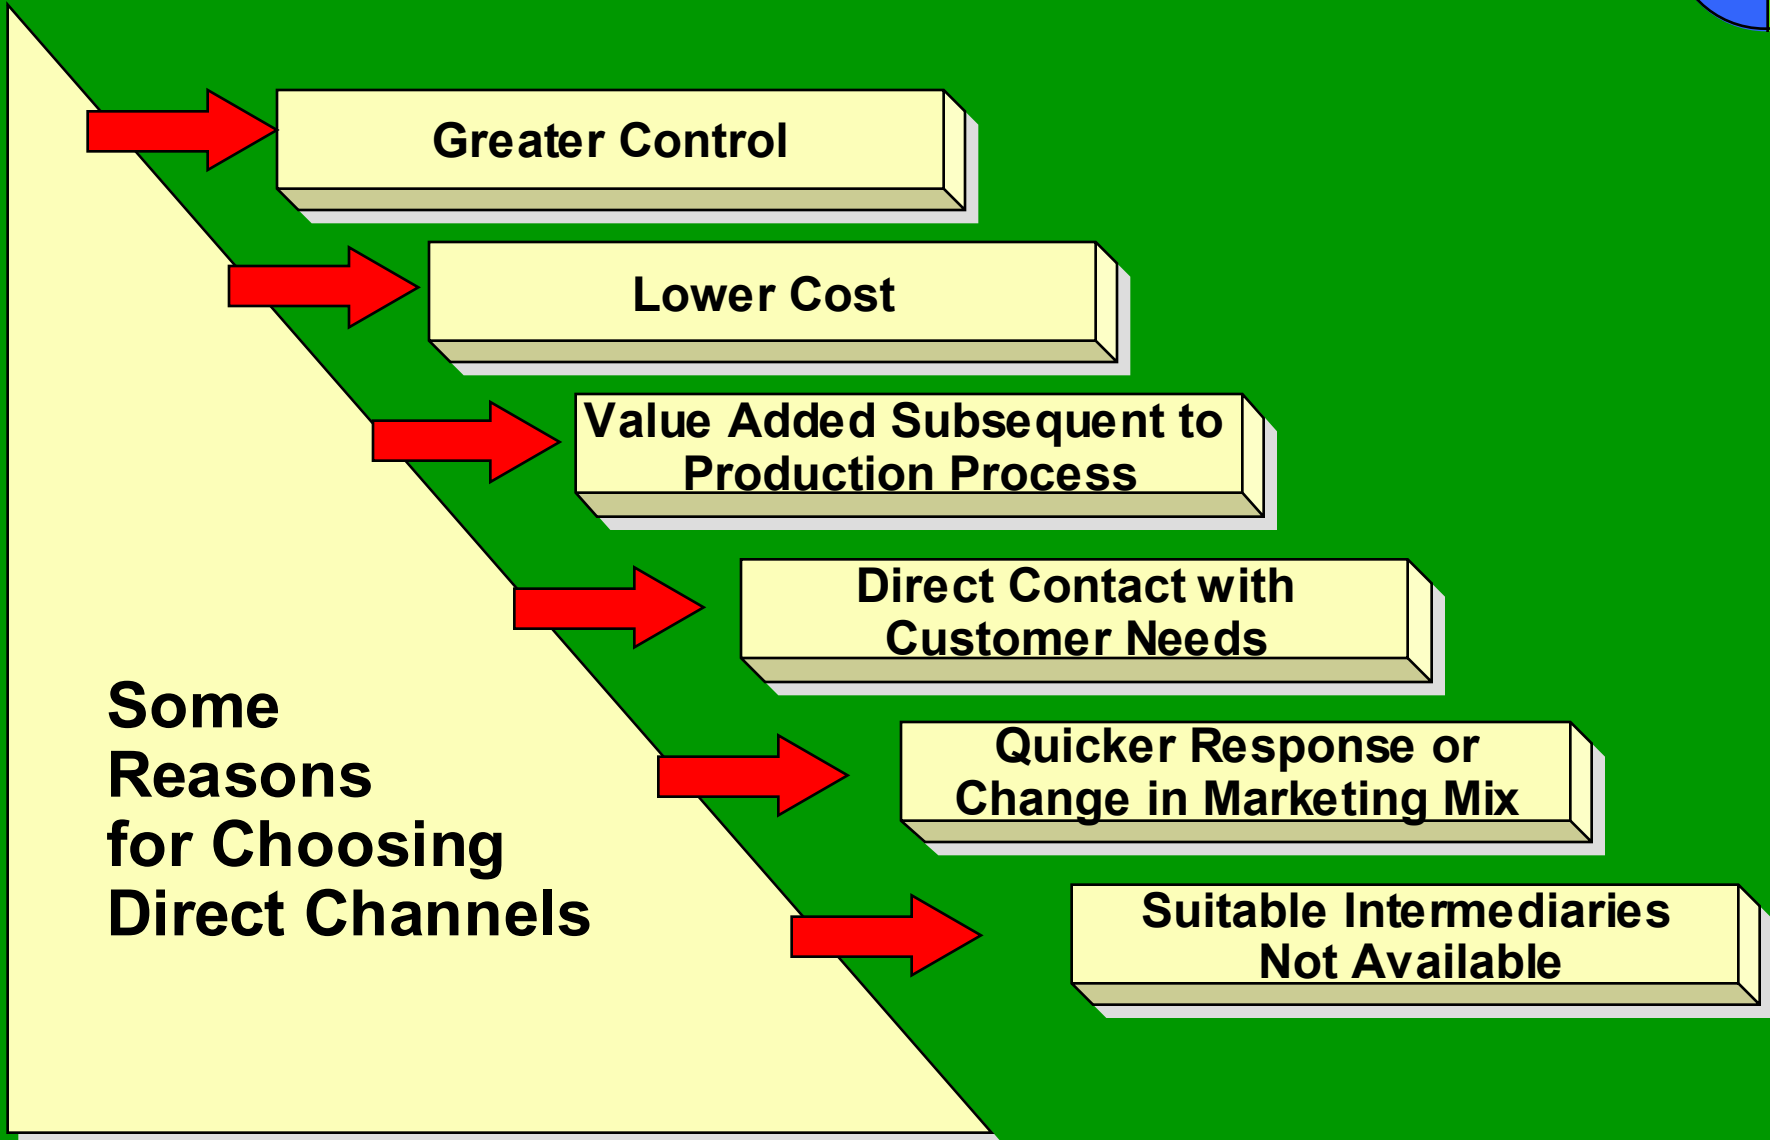 Greater Control
Lower Cost
Value Added Subsequent to
Production Process
Direct Contact with
Customer Needs
Quicker Response or
Change in Marketing Mix
Suitable Intermediaries
Not Available
Some
Reasons
for Choosing
Direct Channels